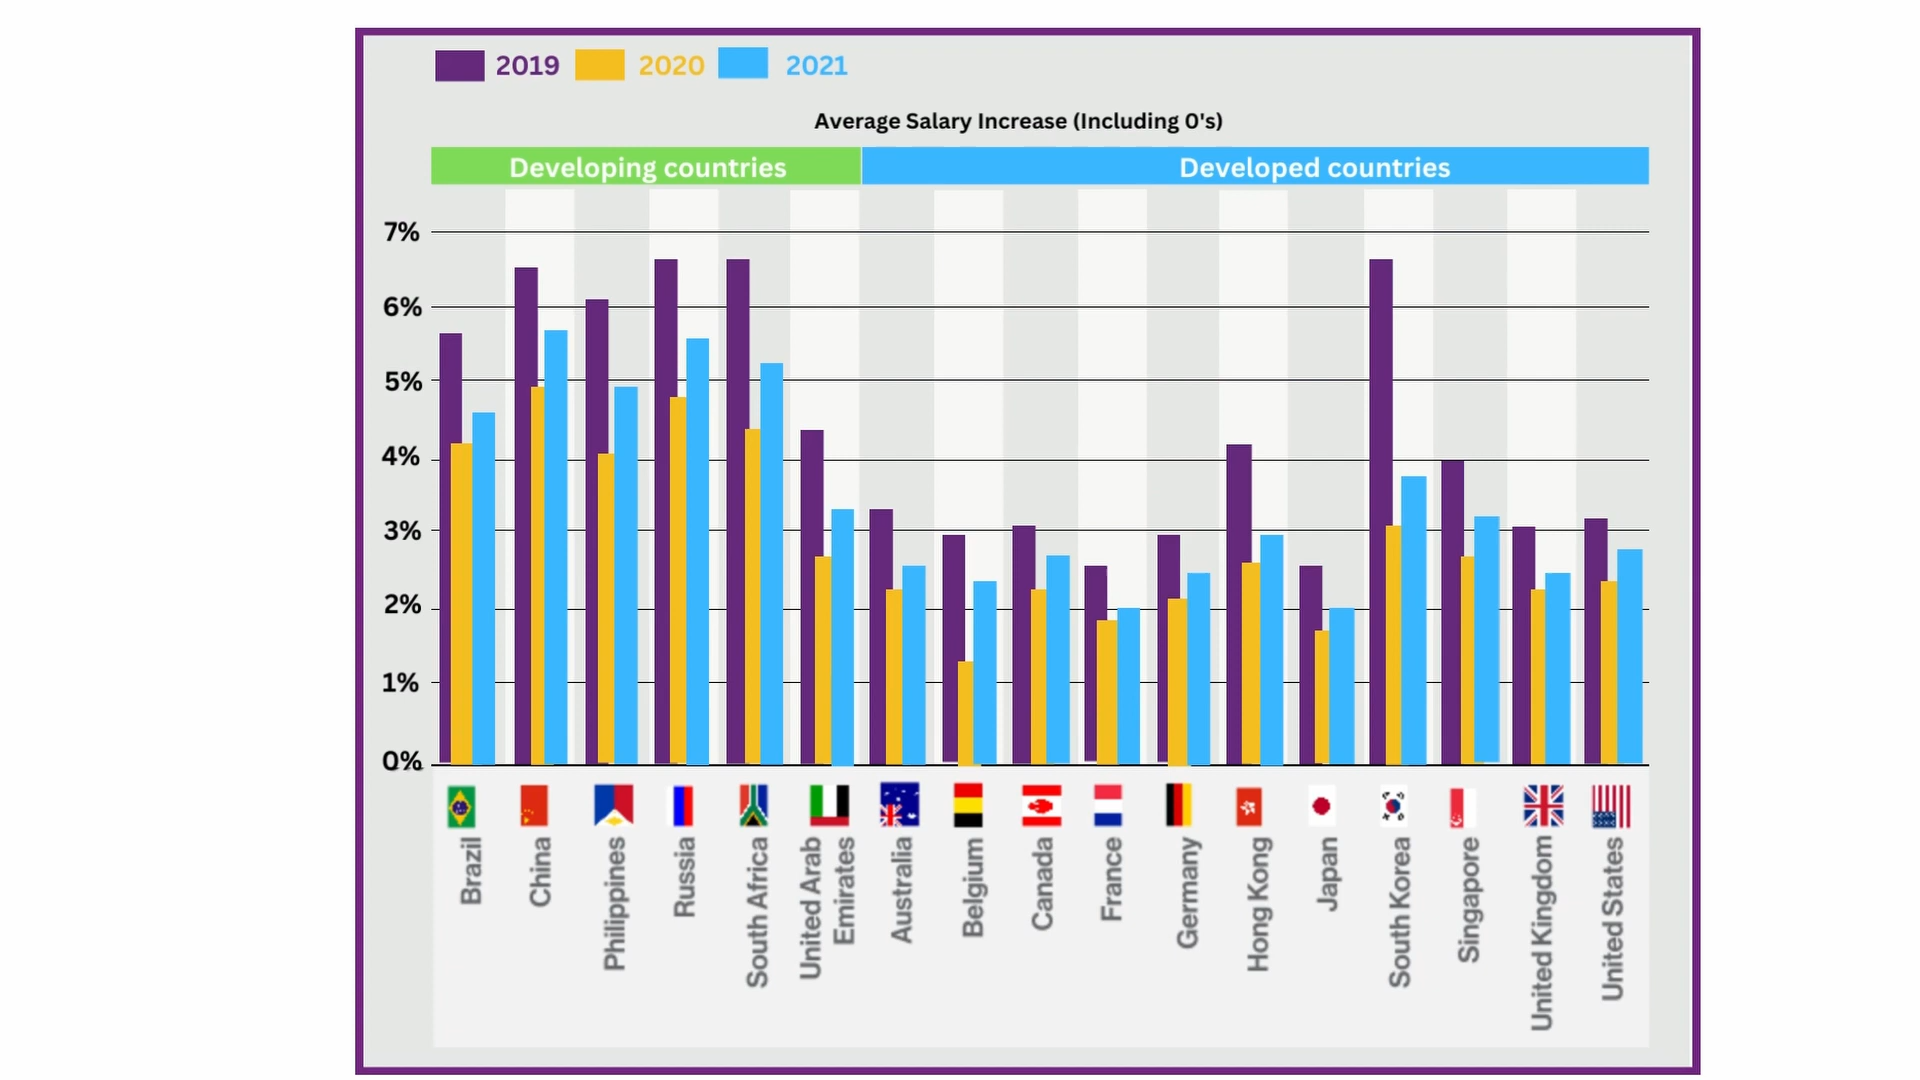 2019 2020 2021
Average Salary Increase (Including 0's)
Developing countries Developed countries
7%
6%
5%
4%
3%
2%
1%
0%
Brazil
China
Philippines
Russia
South Africa
United Arab
Emirates
Australia
Belgium
Canada
France
Germany
Hong Kong
Japan
South Korea
Singapore
United Kingdom
United States